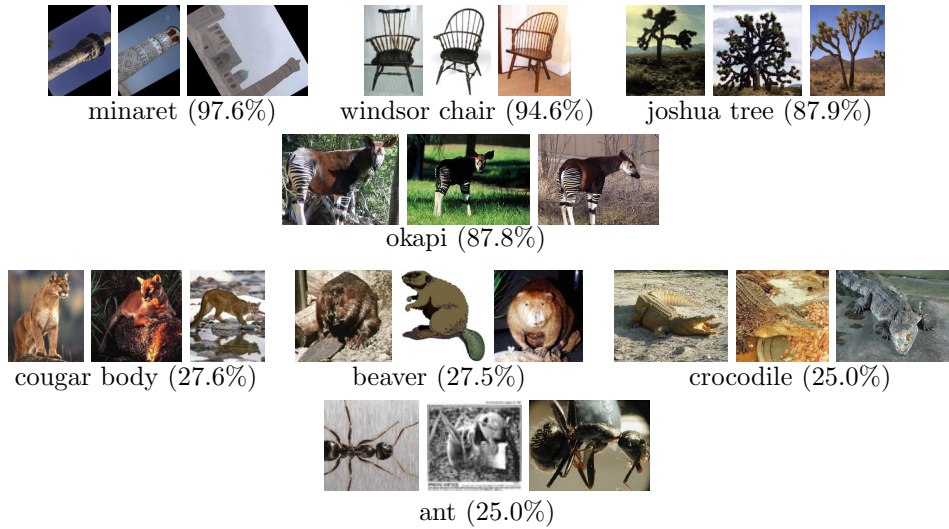 minaret (97.6%)
windsor chair (94.6%)
joshua tree (87.9%)
okapi (87.8%)
cougar body (27.6%)
beaver (27.5%)
crocodile (25.0%)
ant (25.0%)